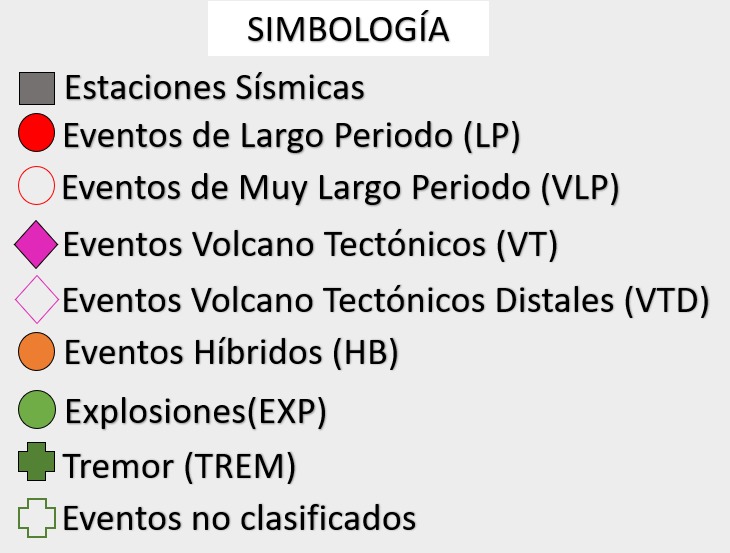 SIMBOLOGÍA
Estaciones Sísmicas
Eventos de Largo Periodo (LP)
Eventos de Muy Largo Periodo (VLP)
Eventos Volcano Tectónicos (VT)
Eventos Volcano Tectónicos Distales (VTD)
Eventos Híbridos (HB)
Explosiones(EXP)
Tremor (TREM)
Eventos no clasificados